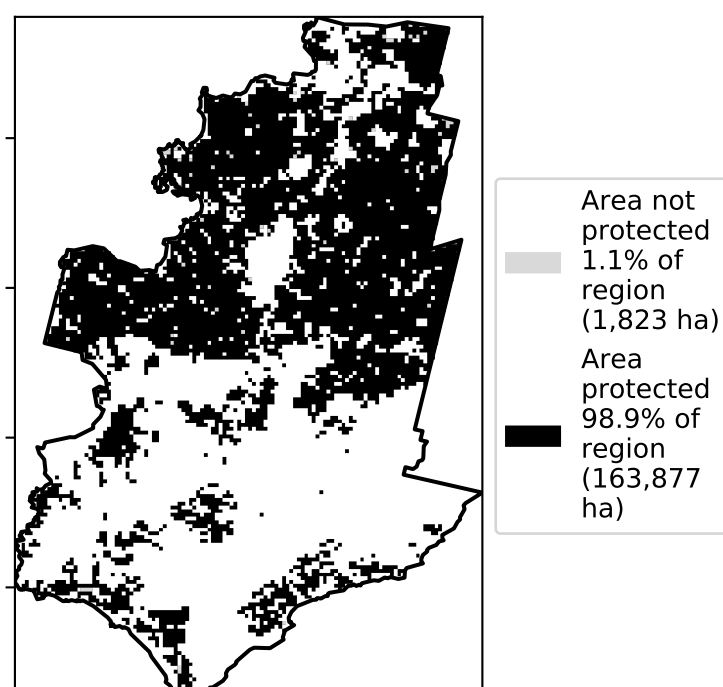 Area not
protected
1.1% of
region
(1,823 ha)
Area
protected
98.9% of
region
(163,877
ha)